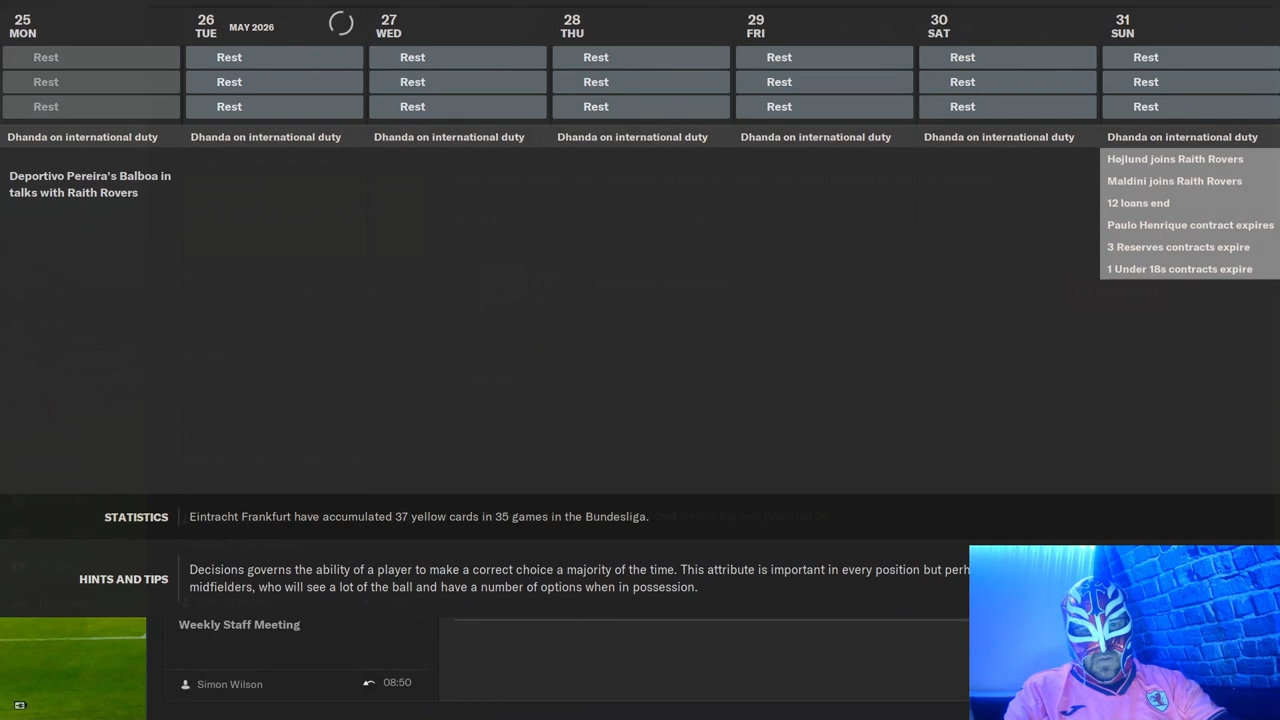 25
MON
26
TUE
MAY 2026
27
WED
28
THU
29
FRI
30
SAT
31
SUN
Rest Rest Rest Rest Rest Rest Rest
Rest Rest Rest Rest Rest Rest Rest
Rest Rest Rest Rest Rest Rest Rest
Dhanda on international duty Dhanda on international duty Dhanda on international duty Dhanda on international duty Dhanda on international duty Dhanda on international duty Dhanda on international duty
Deportivo Pereira's Balboa in
talks with Raith Rovers
Højlund joins Raith Rovers
Maldini joins Raith Rovers
12 loans end
Paulo Henrique contract expires
3 Reserves contracts expire
1 Under 18s contracts expire
STATISTICS
Eintracht Frankfurt have accumulated 37 yellow cards in 35 games in the Bundesliga.
HINTS AND TIPS
Decisions governs the ability of a player to make a correct choice a majority of the time. This attribute is important in every position but
midfielders, who will see a lot of the ball and have a number of options when in possession.
Weekly Staff Meeting
Simon Wilson
08:50